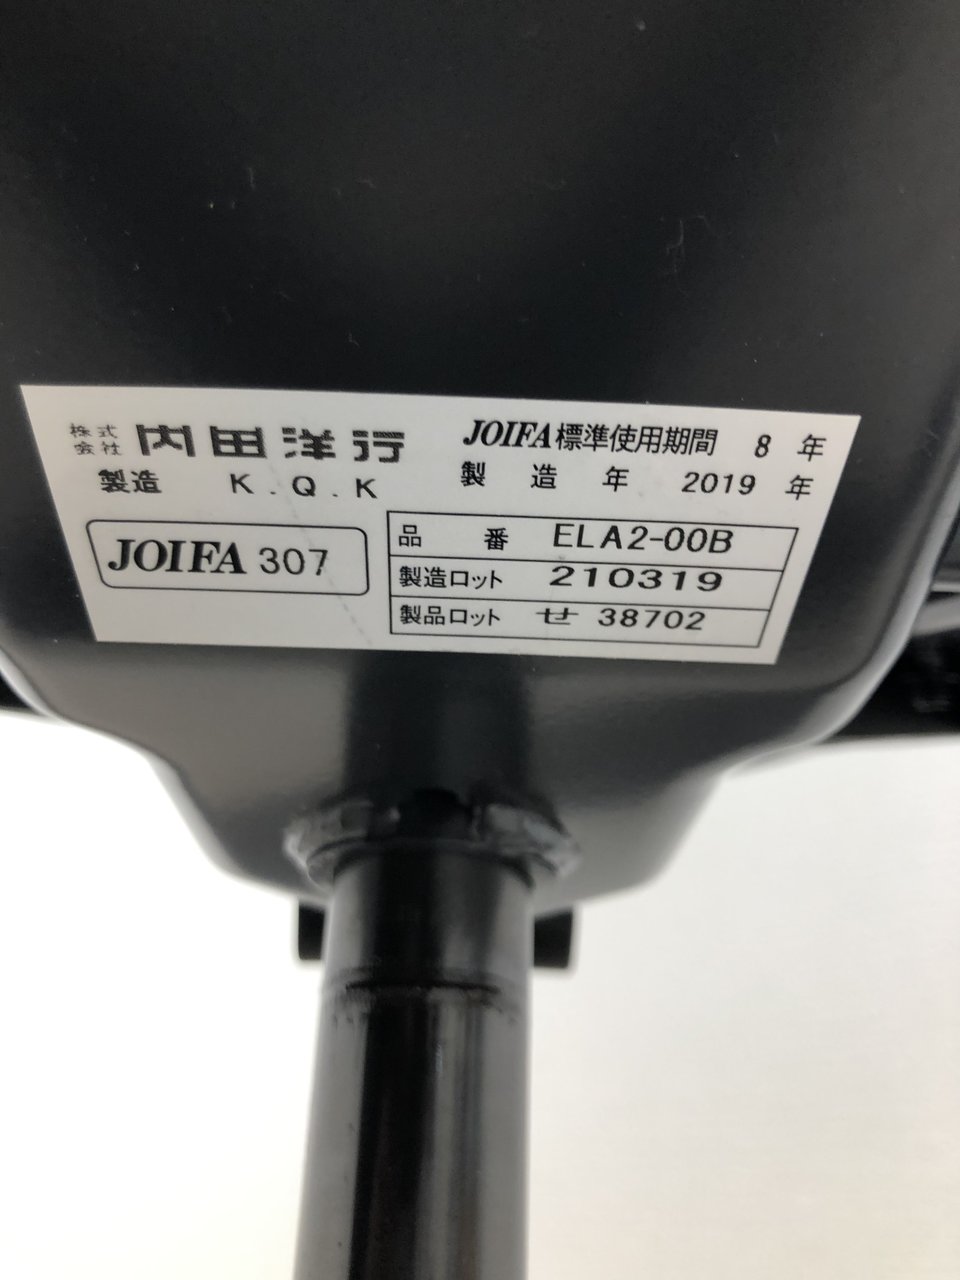 株式会社 内田洋行
製造 K.Q.K
JOIFA 307
JOIFA標準使用期間 8 年
製造年 2019 年
品番 ELA2-00B
製造ロット 210319
製品ロット せ 38702